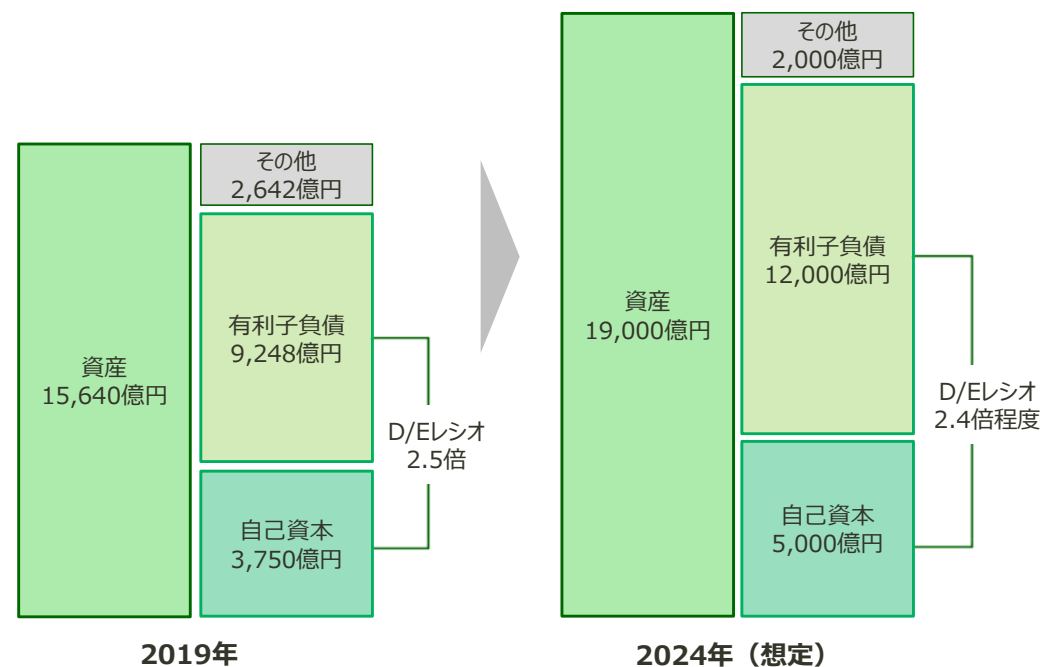 資産
15,640億円
その他
2,642億円
有利子負債
9,248億円
自己資本
3,750億円
D/Eレシオ
2.5倍
2019年
資産
19,000億円
その他
2,000億円
有利子負債
12,000億円
自己資本
5,000億円
D/Eレシオ
2.4倍程度
2024年（想定）